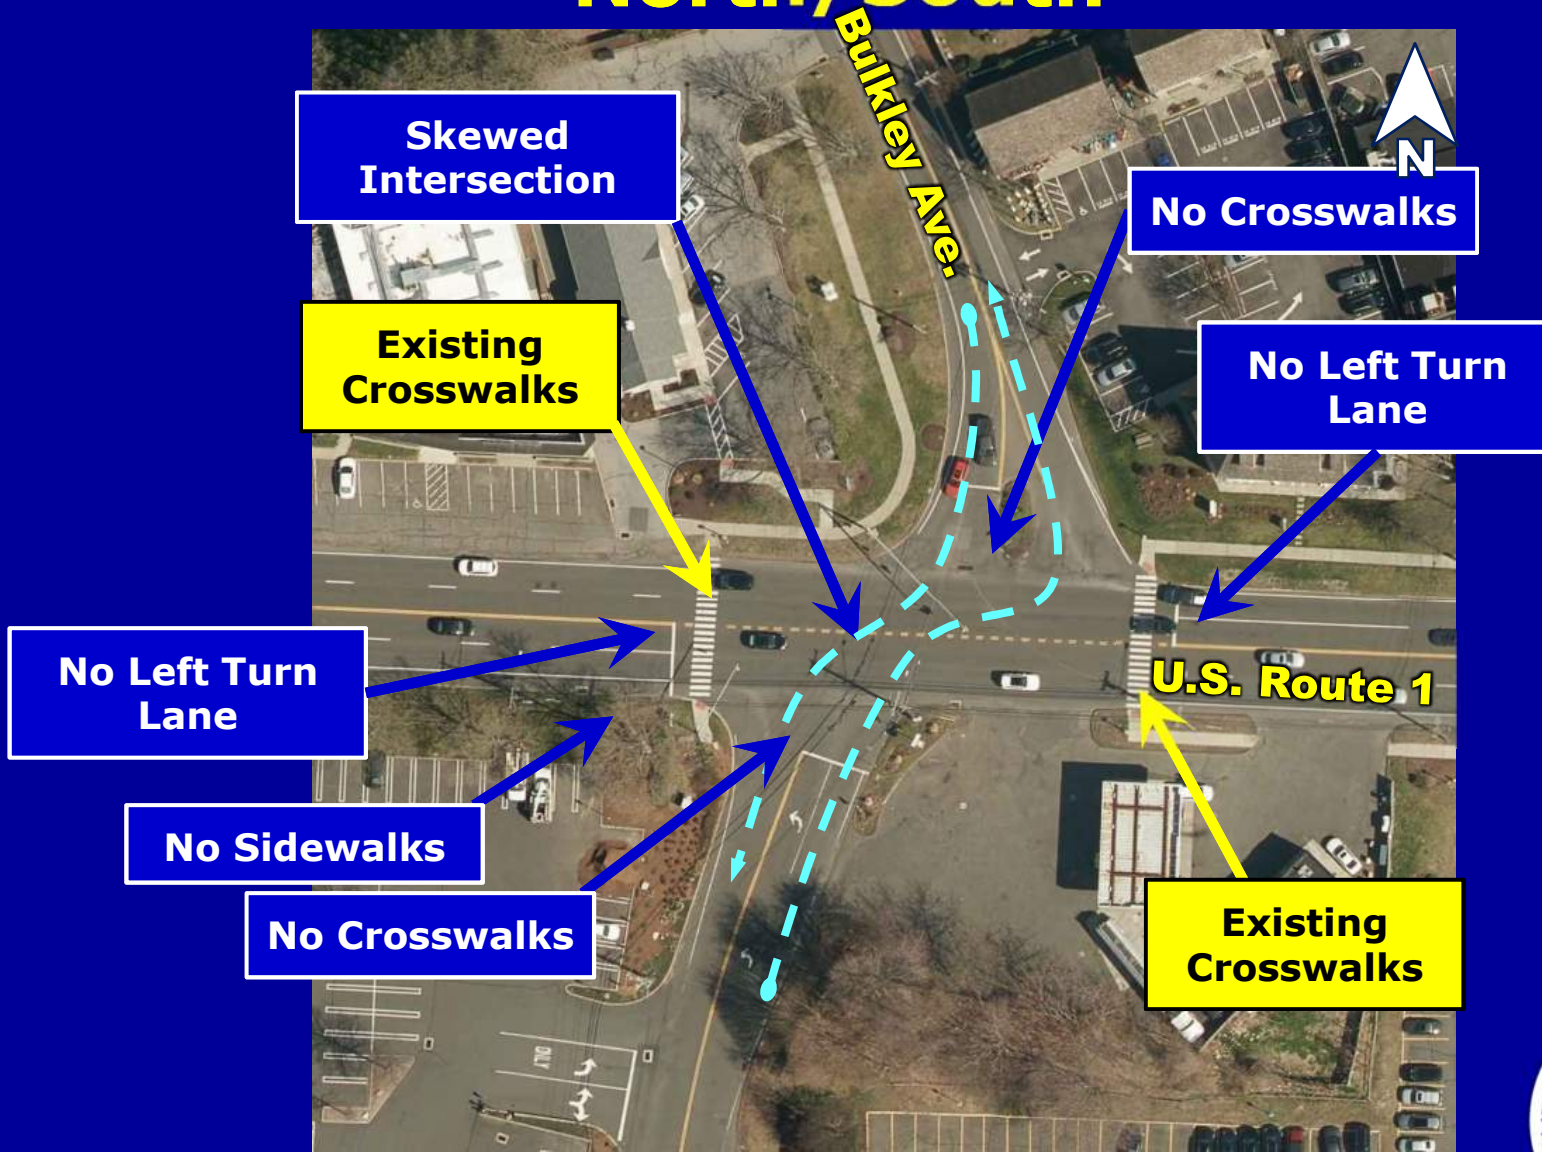 North/South
Bulkley Ave.
Skewed
Intersection
N
No Crosswalks
Existing
Crosswalks
No Left Turn
Lane
No Left Turn
Lane
U.S. Route 1
No Sidewalks
No Crosswalks
Existing
Crosswalks
ONLY